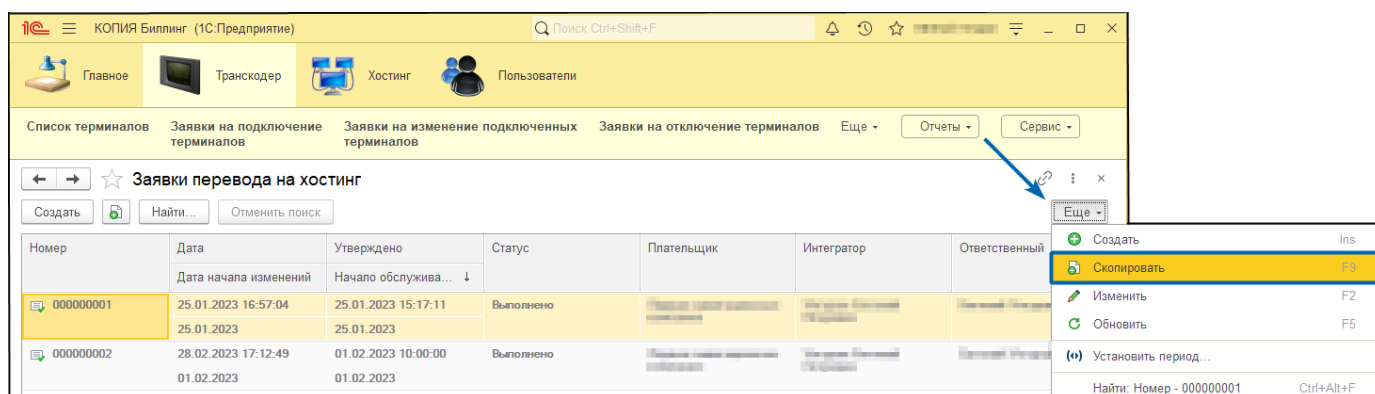 1С КОПИЯ Биллинг (1С:Предприятие) Поиск Ctrl+Shift+F
Главное Транскодер Хостинг Пользователи
Список терминалов Заявки на подключение терминалов Заявки на изменение подключенных терминалов Заявки на отключение терминалов Еще Отчеты Сервис
Заявки перевода на хостинг
Создать Найти... Отменить поиск Еще
Номер Дата Утверждено Статус Плательщик Интегратор Ответственный
Дата начала изменений Начало обслужива... ↓
000000001 25.01.2023 16:57:04 25.01.2023 15:17:11 Выполнено
25.01.2023 25.01.2023
000000002 28.02.2023 17:12:49 01.02.2023 10:00:00 Выполнено
01.02.2023 01.02.2023
Создать Ins
Скопировать F9
Изменить F2
Обновить F5
Установить период...
Найти: Номер - 000000001 Ctrl+Alt+F